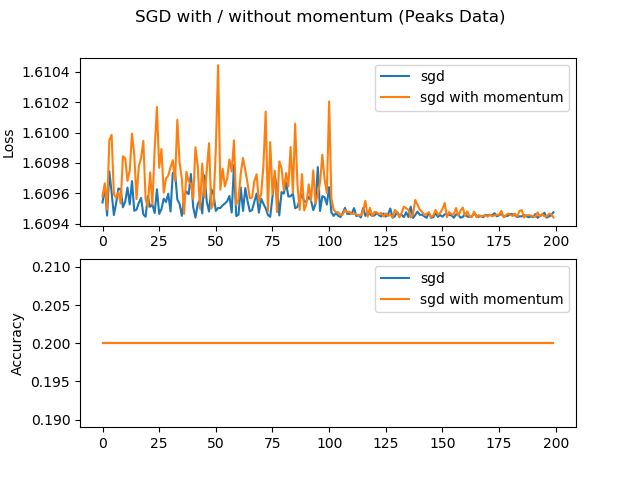 SGD with / without momentum (Peaks Data)
Loss
1.6104
1.6102
1.6100
1.6098
1.6096
1.6094
sgd
sgd with momentum
0 25 50 75 100 125 150 175 200
Accuracy
0.210
0.205
0.200
0.195
0.190
sgd
sgd with momentum
0 25 50 75 100 125 150 175 200